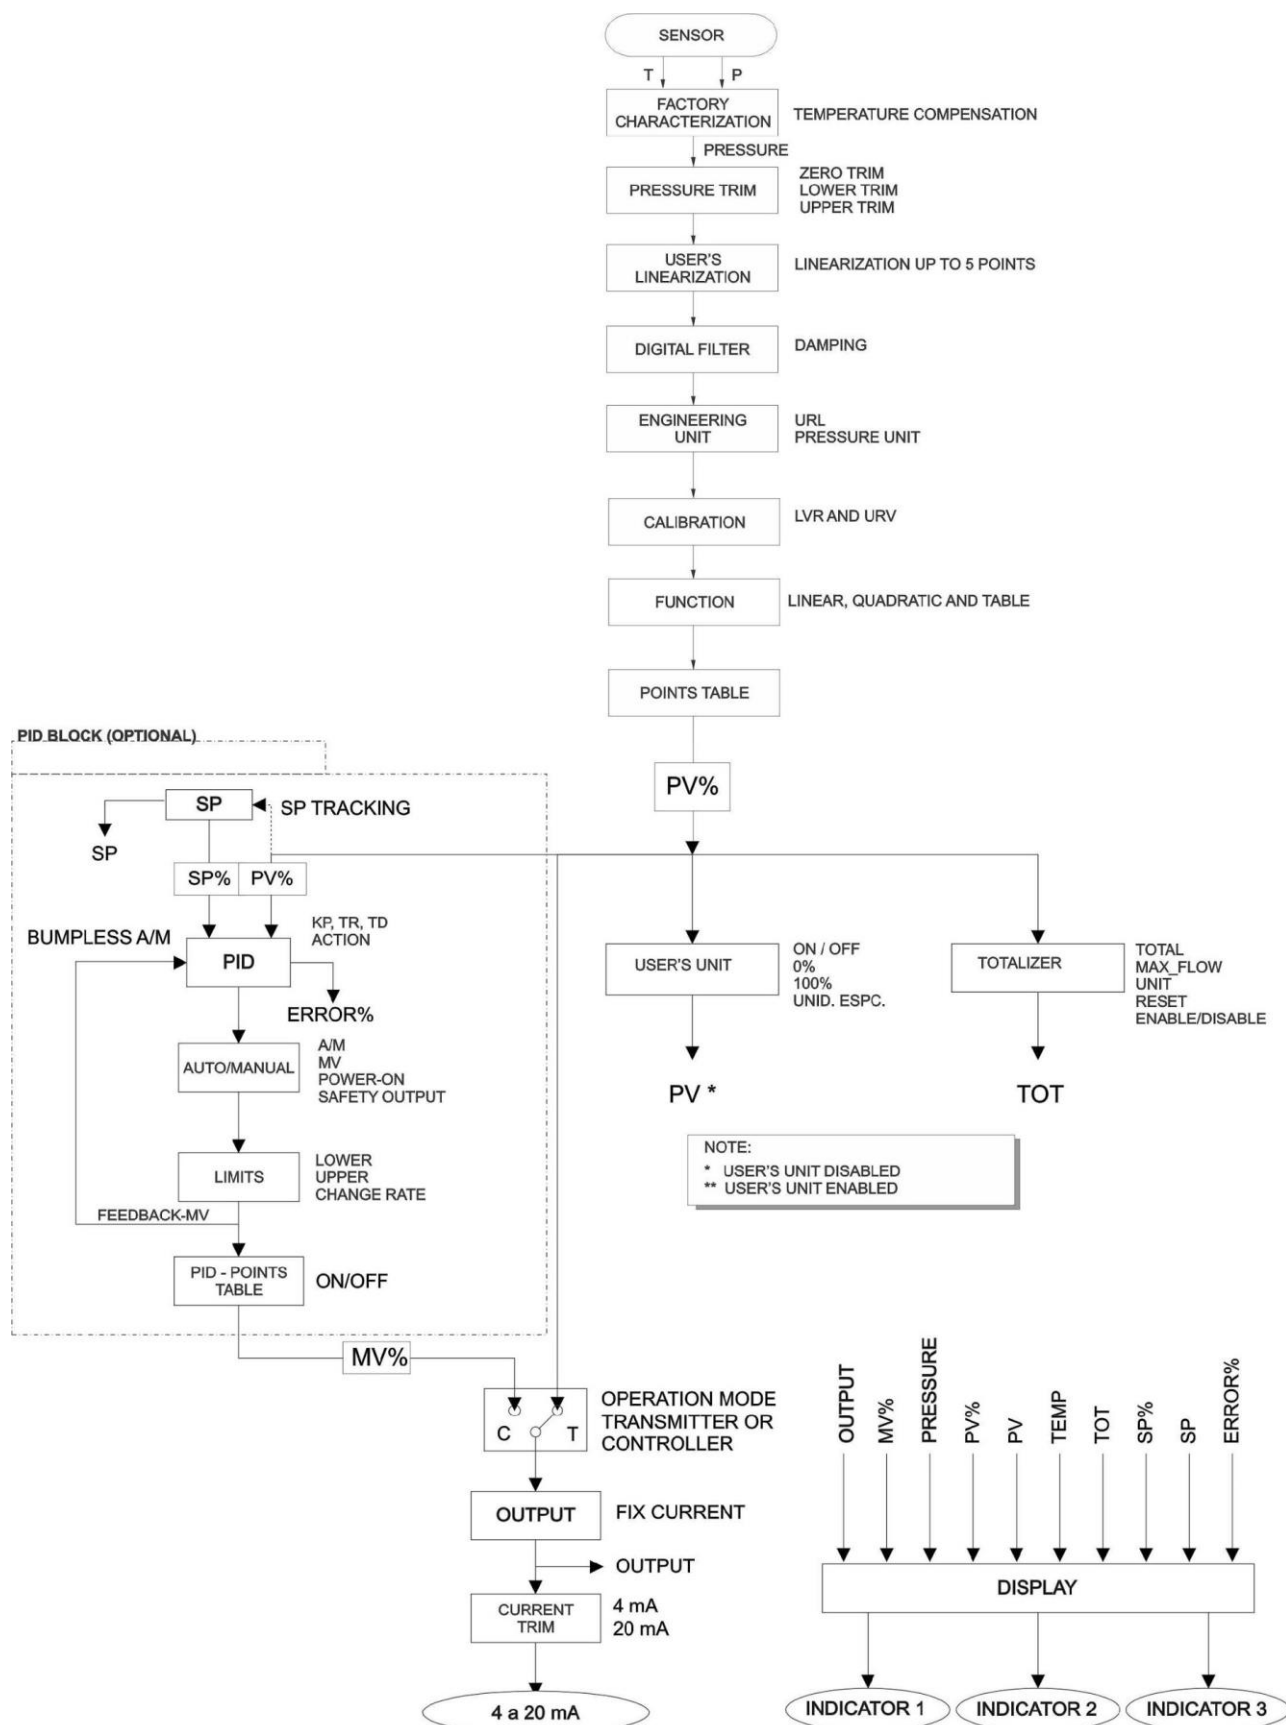 SENSOR
T
P
FACTORY
CHARACTERIZATION
TEMPERATURE COMPENSATION
PRESSURE
PRESSURE TRIM
ZERO TRIM
LOWER TRIM
UPPER TRIM
USER'S
LINEARIZATION
LINEARIZATION UP TO 5 POINTS
DIGITAL FILTER
DAMPING
ENGINEERING
UNIT
URL
PRESSURE UNIT
CALIBRATION
LVR AND URV
FUNCTION
LINEAR, QUADRATIC AND TABLE
POINTS TABLE
PV%
PID BLOCK (OPTIONAL)
SP
SP TRACKING
SP
SP%
PV%
BUMPLESS A/M
KP, TR, TD
ACTION
PID
ERROR%
AUTO/MANUAL
A/M
MV
POWER-ON
SAFETY OUTPUT
LIMITS
LOWER
UPPER
CHANGE RATE
FEEDBACK-MV
PID - POINTS
TABLE
ON/OFF
MV%
USER'S UNIT
ON / OFF
0%
100%
UNID. ESPC.
PV *
TOTALIZER
TOTAL
MAX_FLOW
UNIT
RESET
ENABLE/DISABLE
TOT
NOTE:
* USER'S UNIT DISABLED
** USER'S UNIT ENABLED
C
T
OPERATION MODE
TRANSMITTER OR
CONTROLLER
OUTPUT
FIX CURRENT
OUTPUT
CURRENT
TRIM
4 mA
20 mA
4 a 20 mA
OUTPUT
MV%
PRESSURE
PV%
PV
TEMP
TOT
SP%
SP
ERROR%
DISPLAY
INDICATOR 1
INDICATOR 2
INDICATOR 3